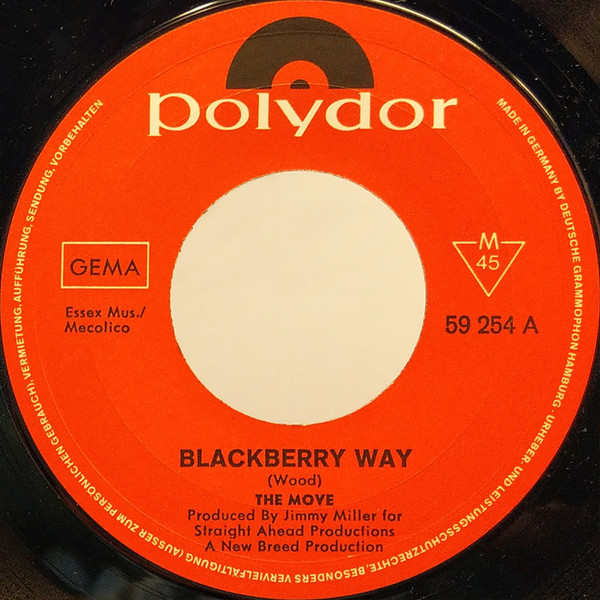 polydor
GEMA
Essex Mus./
Mecolico
M
45
59 254 A
BLACKBERRY WAY
(Wood)
THE MOVE
Produced By Jimmy Miller for
Straight Ahead Productions
A New Breed Production
MADE IN GERMANY BY DEUTSCHE GRAMMOPHON HAMBURG · URHEBER- UND LEISTUNGSSCHUTZRECHTE, BESONDERS VERVIELFÄLTIGUNG (AUSSER ZUM PERSÖNLICHEN GEBRAUCH), VERMIETUNG, AUFFÜHRUNG, SENDUNG, VORBEHALTEN